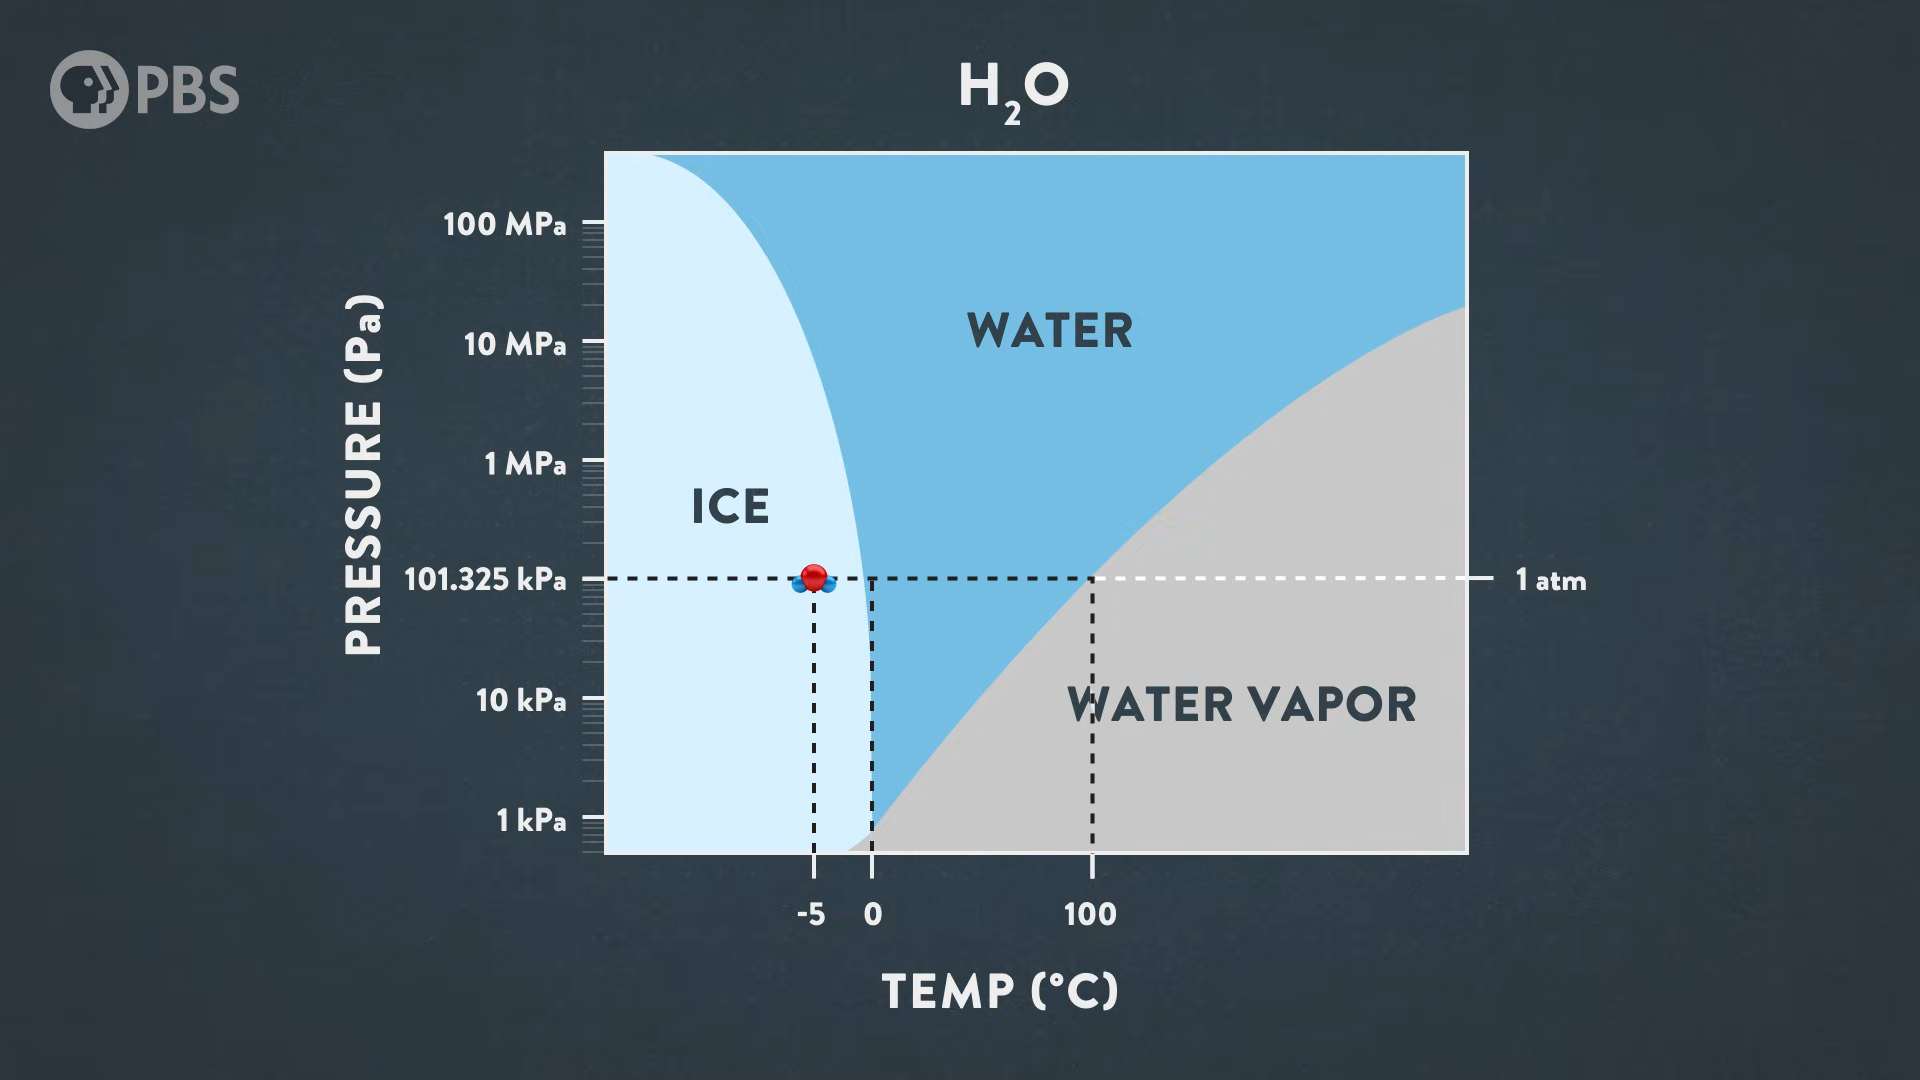 PBS
H₂O
100 MPa
10 MPa
1 MPa
101.325 kPa
10 kPa
1 kPa
PRESSURE (Pa)
WATER
ICE
WATER VAPOR
1 atm
-5 0 100
TEMP (°C)